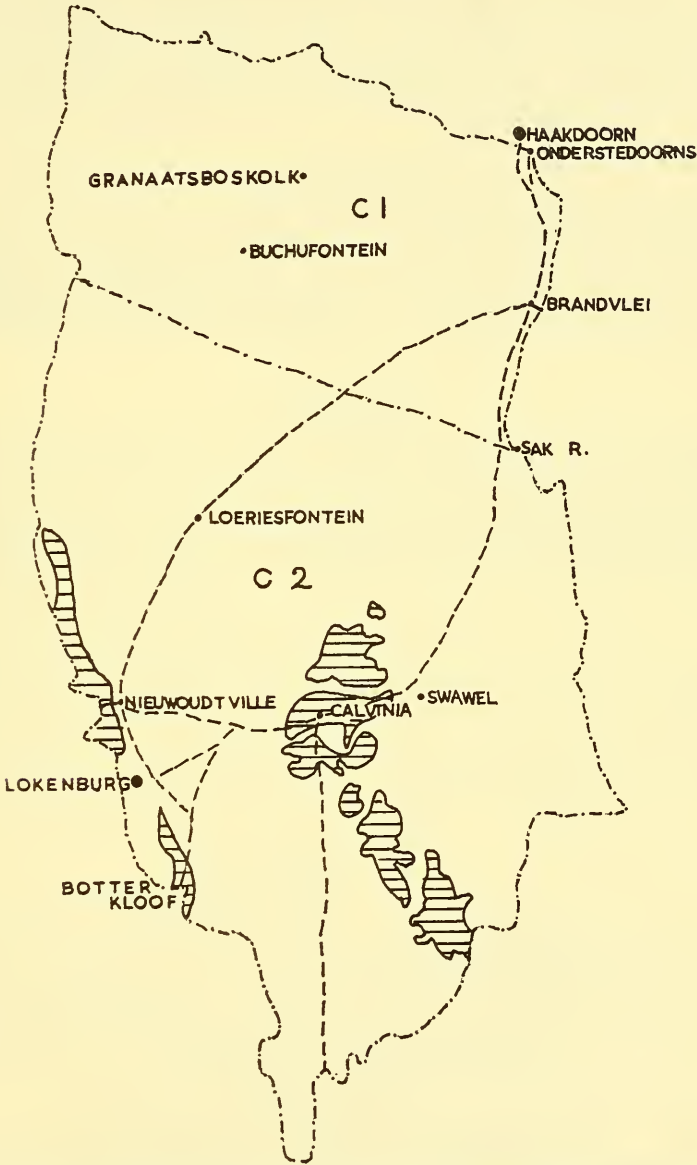 HAAKDOORN
ONDERSTEDOORNS
GRANAATSBOSKOLK
C1
BUCHUFONTEIN
BRANDVLEI
SAK R.
LOERIESFONTEIN
C 2
NIEUWOUDTVILLE
SWAWEL
CALVINIA
LOKENBURG
BOTTER
KLOOF